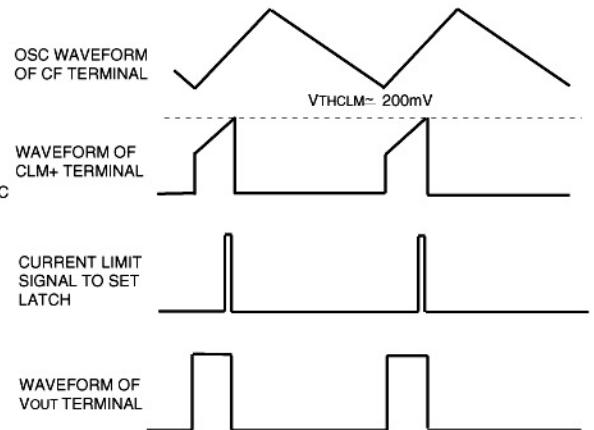 OSC WAVEFORM
OF CF TERMINAL
VTHCLM≃ 200mV
WAVEFORM OF
CLM+ TERMINAL
C
CURRENT LIMIT
SIGNAL TO SET
LATCH
WAVEFORM OF
VOUT TERMINAL